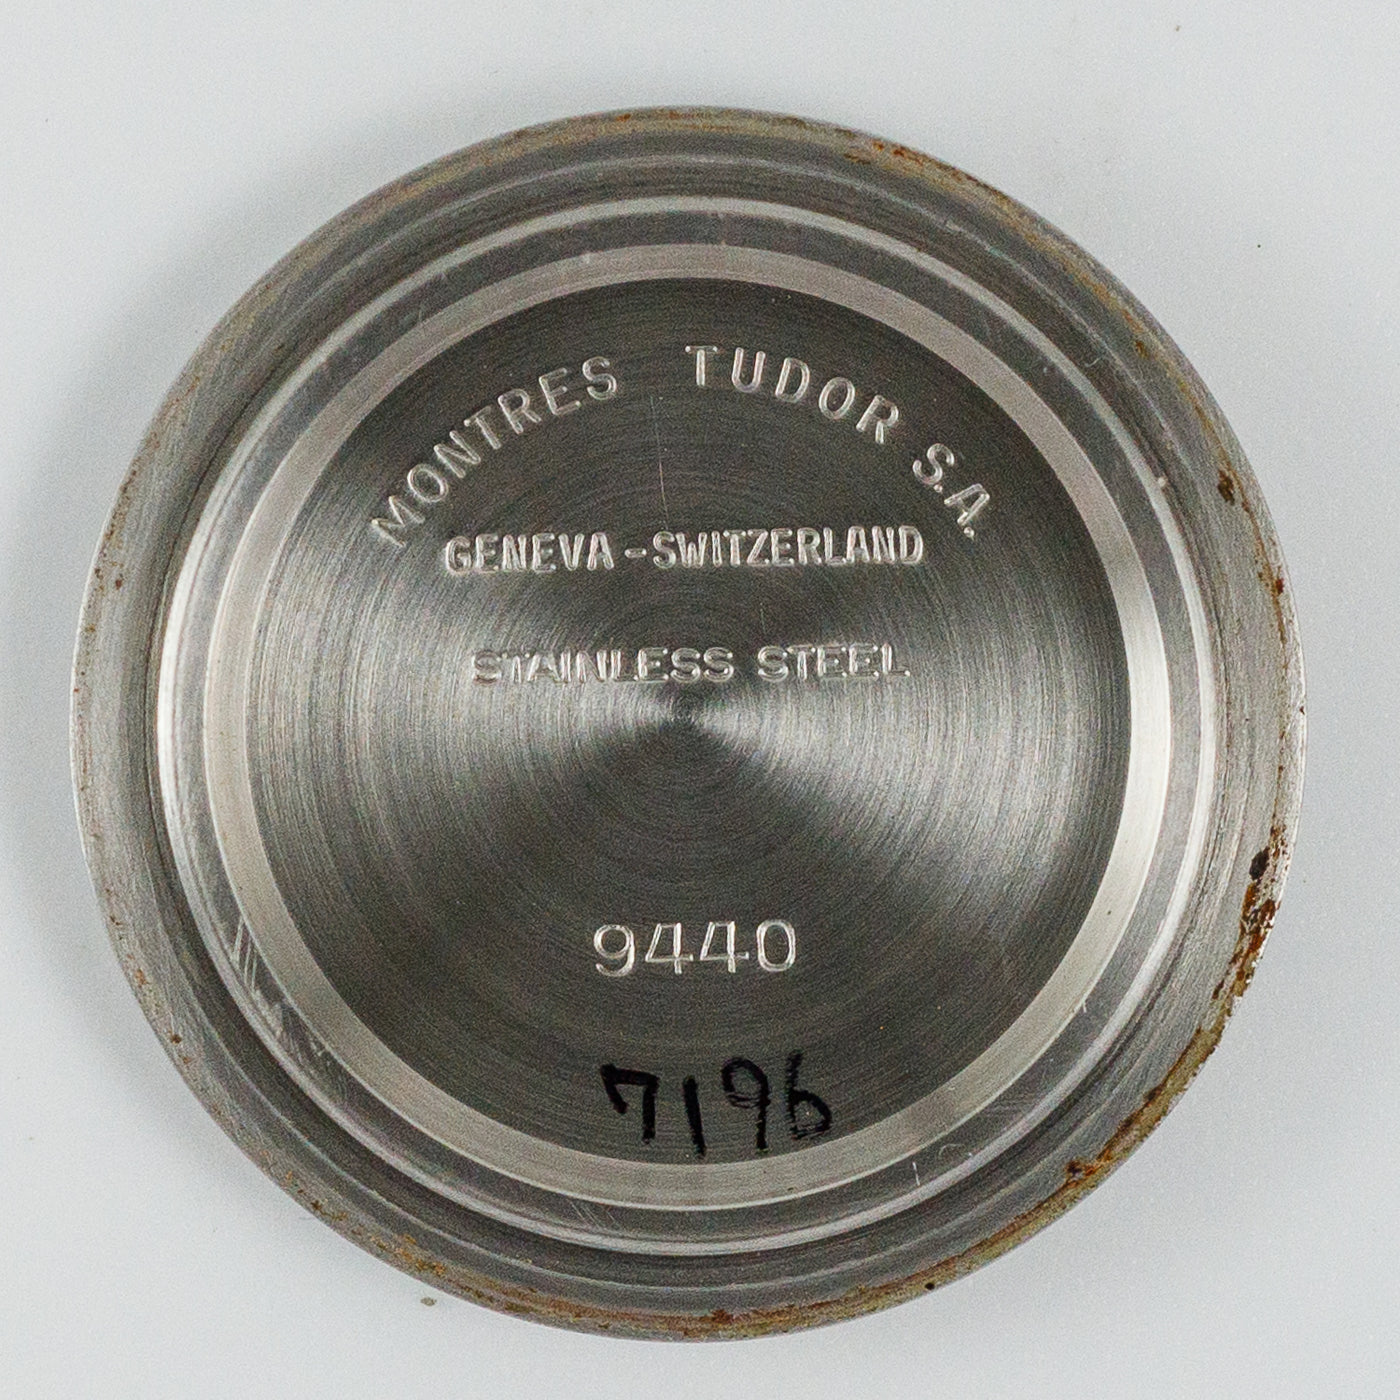 MONTRES TUDOR S.A.
GENEVA-SWITZERLAND
STAINLESS STEEL
9440
7196